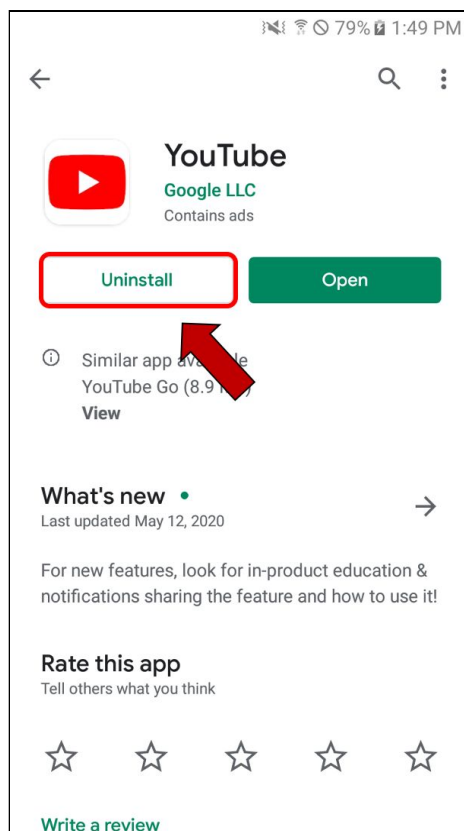 79% 1:49 PM
YouTube
Google LLC
Contains ads
Uninstall
Open
Similar app
YouTube Go (8.9
View
What's new •
Last updated May 12, 2020
For new features, look for in-product education &
notifications sharing the feature and how to use it!
Rate this app
Tell others what you think
Write a review